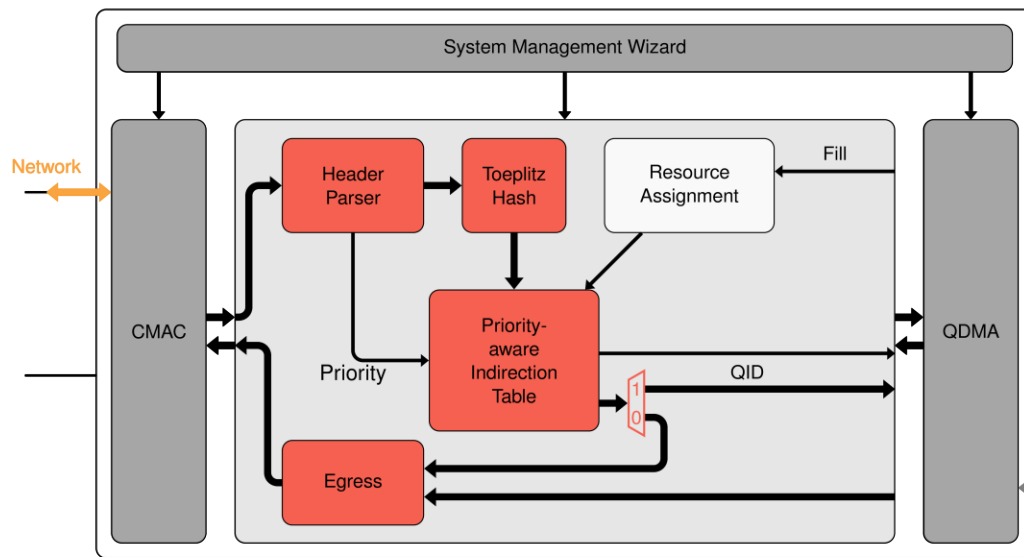 System Management Wizard
Network
CMAC
Header
Parser
Toeplitz
Hash
Resource
Assignment
Fill
Priority
Priority-
aware
Indirection
Table
QID
1
0
Egress
QDMA